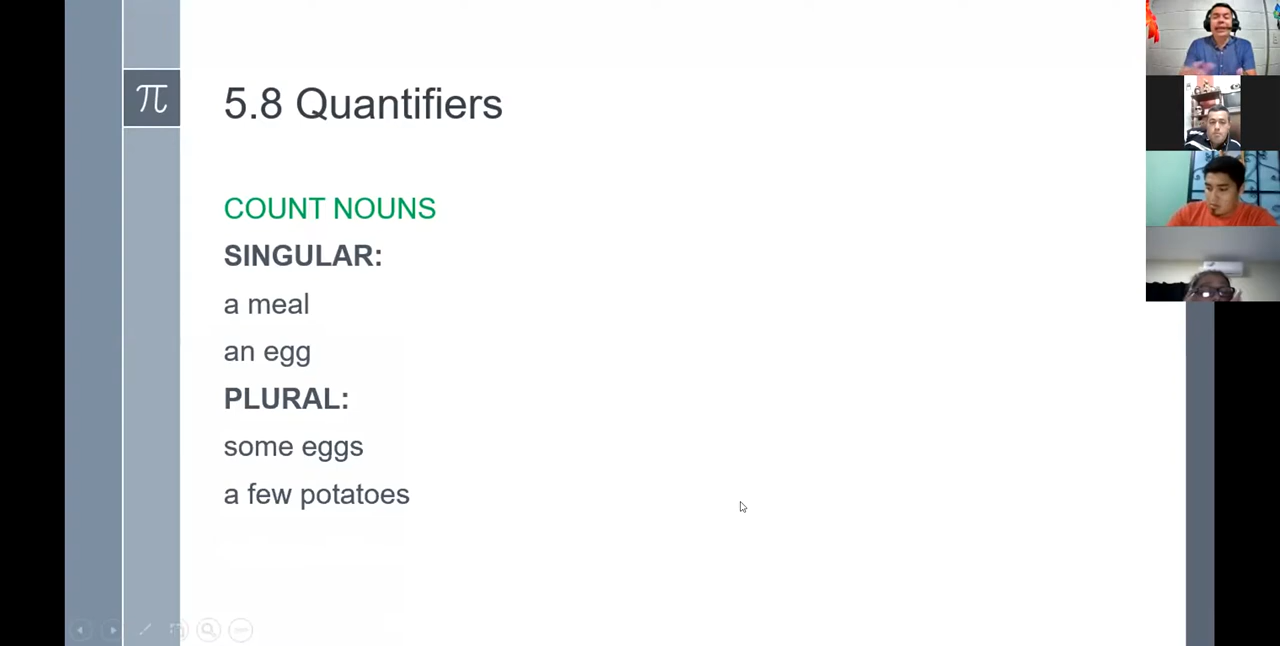 π
5.8 Quantifiers
COUNT NOUNS
SINGULAR:
a meal
an egg
PLURAL:
some eggs
a few potatoes